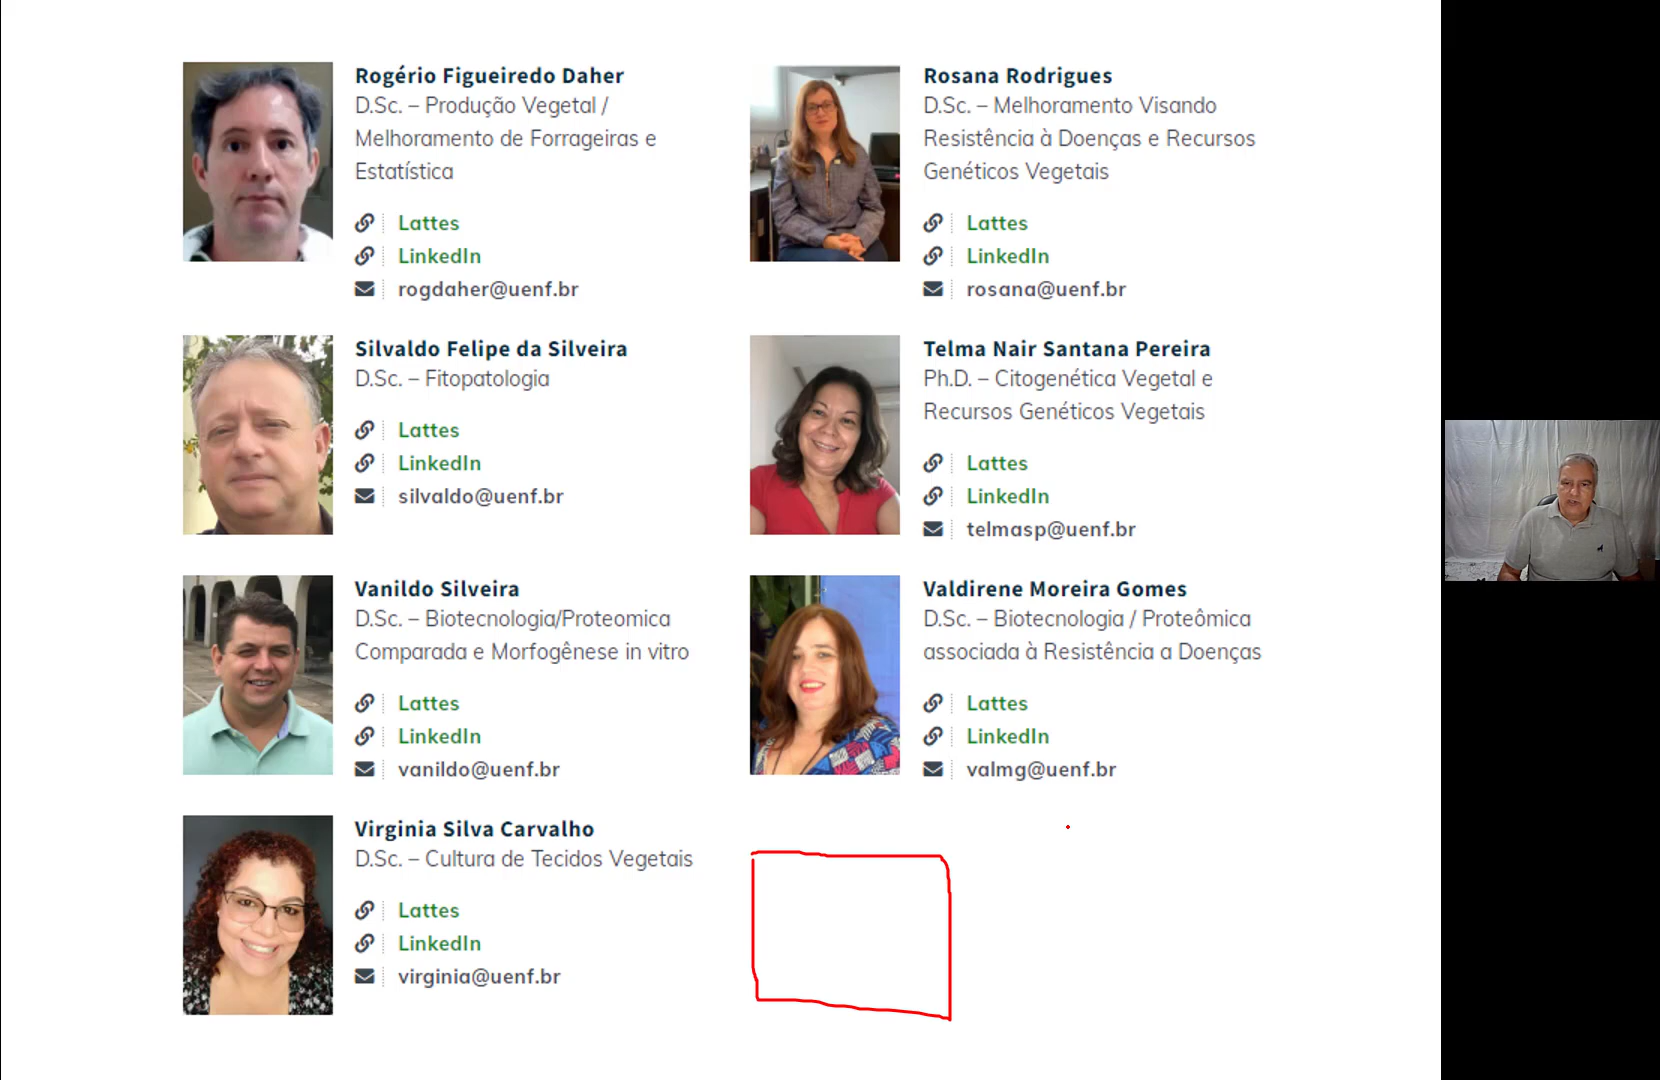 Rogério Figueiredo Daher
D.Sc. – Produção Vegetal /
Melhoramento de Forrageiras e
Estatística
Lattes
LinkedIn
rogdaher@uenf.br
Rosana Rodrigues
D.Sc. – Melhoramento Visando
Resistência à Doenças e Recursos
Genéticos Vegetais
Lattes
LinkedIn
rosana@uenf.br
Silvaldo Felipe da Silveira
D.Sc. – Fitopatologia
Lattes
LinkedIn
silvaldo@uenf.br
Telma Nair Santana Pereira
Ph.D. – Citogenética Vegetal e
Recursos Genéticos Vegetais
Lattes
LinkedIn
telmasp@uenf.br
Vanildo Silveira
D.Sc. – Biotecnologia/Proteomica
Comparada e Morfogênese in vitro
Lattes
LinkedIn
vanildo@uenf.br
Valdirene Moreira Gomes
D.Sc. – Biotecnologia / Proteômica
associada à Resistência a Doenças
Lattes
LinkedIn
valmg@uenf.br
Virginia Silva Carvalho
D.Sc. – Cultura de Tecidos Vegetais
Lattes
LinkedIn
virginia@uenf.br